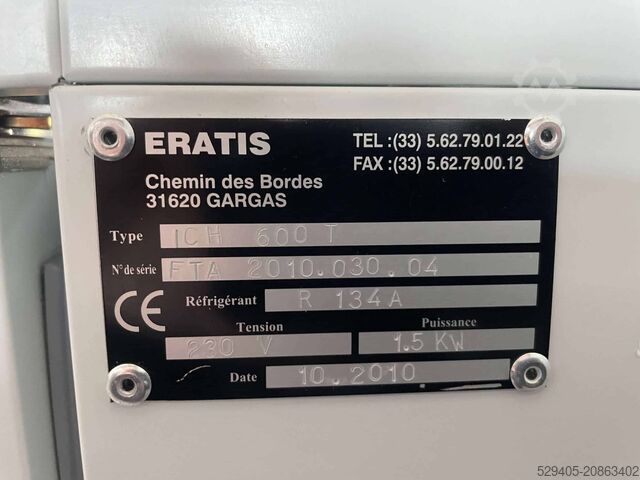 ERATIS
TEL :(33) 5.62.79.01.22
FAX :(33) 5.62.79.00.12
Chemin des Bordes
31620 GARGAS
Type ICH 600 T
N° de série FTA 2010.030.04
CE
Réfrigérant R 134A
Tension Puissance
230 V 1.5 KW
Date 10.2010
529405-20863402